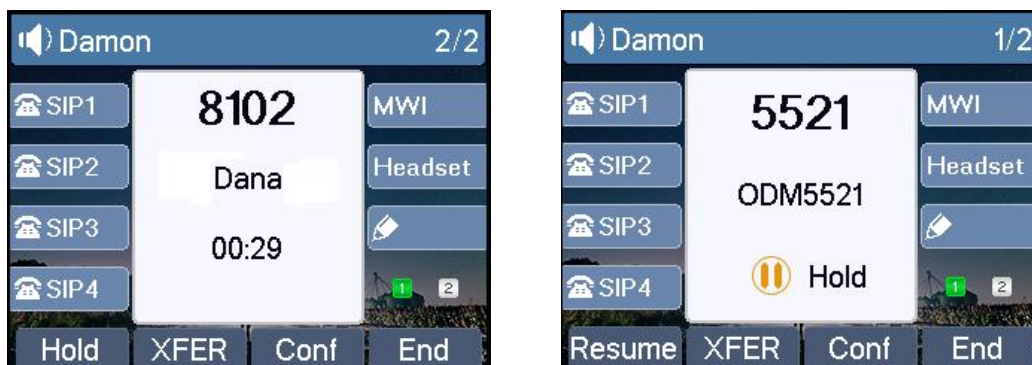 Damon 2/2
SIP1 8102 MWI
SIP2 Dana Headset
SIP3 00:29
SIP4 1 2
Hold XFER Conf End
Damon 1/2
SIP1 5521 MWI
SIP2 ODM5521 Headset
SIP3
SIP4 Hold 1 2
Resume XFER Conf End